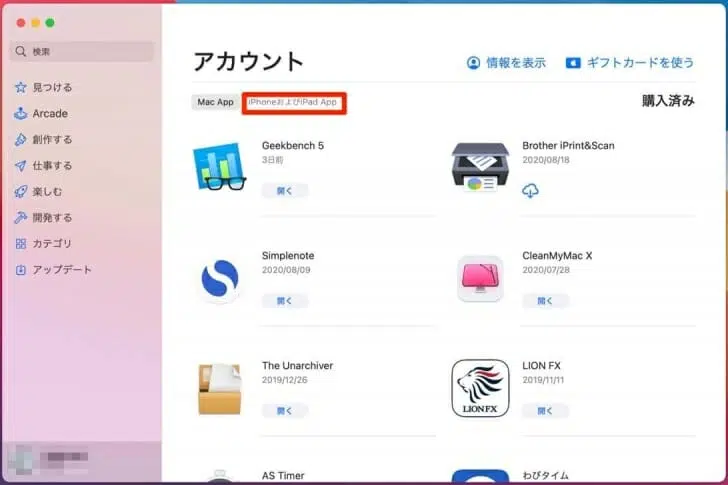 検索
見つける
Arcade
創作する
仕事する
楽しむ
開発する
カテゴリ
アップデート
アカウント
情報を表示
ギフトカードを使う
Mac App
iPhoneおよびiPad App
購入済み
Geekbench 5
3日前
開く
Brother iPrint&Scan
2020/08/18
Simplenote
2020/08/09
開く
CleanMyMac X
2020/07/28
開く
The Unarchiver
2019/12/26
開く
LION FX
2019/11/11
開く
LION FX
AS Timer
わびタイム